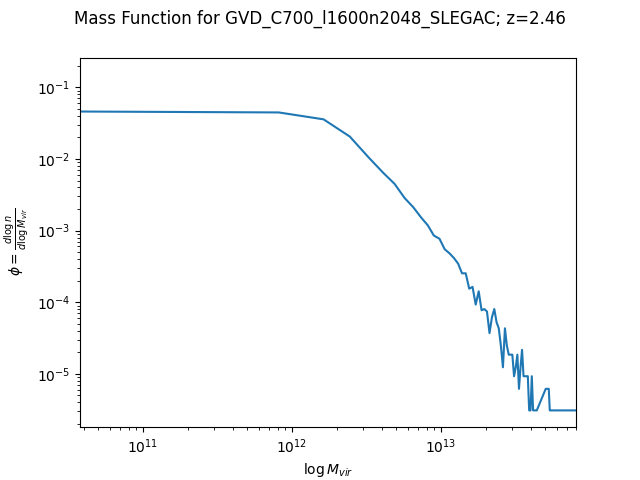 Mass Function for GVD_C700_l1600n2048_SLEGAC; z=2.46
10⁻¹
10⁻²
10⁻³
10⁻⁴
10⁻⁵
ϕ = d log n / d log M_vir
10¹¹ 10¹² 10¹³
log M_vir